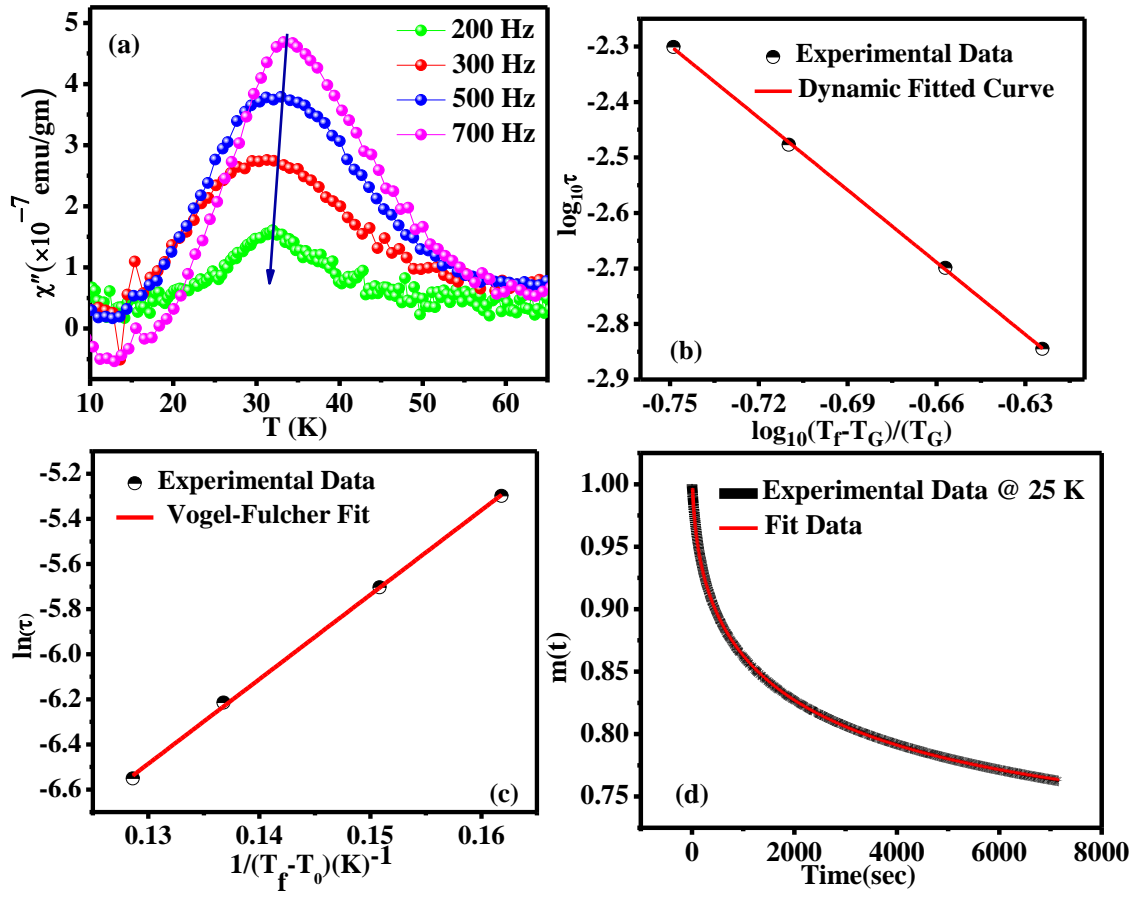 (a)
200 Hz
300 Hz
500 Hz
700 Hz
5
4
3
2
1
0
χ″(×10⁻⁷ emu/gm)
10 20 30 40 50 60
T (K)
(b)
Experimental Data
Dynamic Fitted Curve
-2.3
-2.4
-2.5
-2.6
-2.7
-2.8
-2.9
log₁₀τ
-0.75 -0.72 -0.69 -0.66 -0.63
log₁₀(T_f-T_G)/(T_G)
Experimental Data
Vogel-Fulcher Fit
-5.2
-5.4
-5.6
-5.8
-6.0
-6.2
-6.4
-6.6
ln(τ)
(c)
0.13 0.14 0.15 0.16
1/(T_f-T₀)(K)⁻¹
Experimental Data @ 25 K
Fit Data
1.00
0.95
0.90
0.85
0.80
0.75
m(t)
(d)
0 2000 4000 6000 8000
Time(sec)